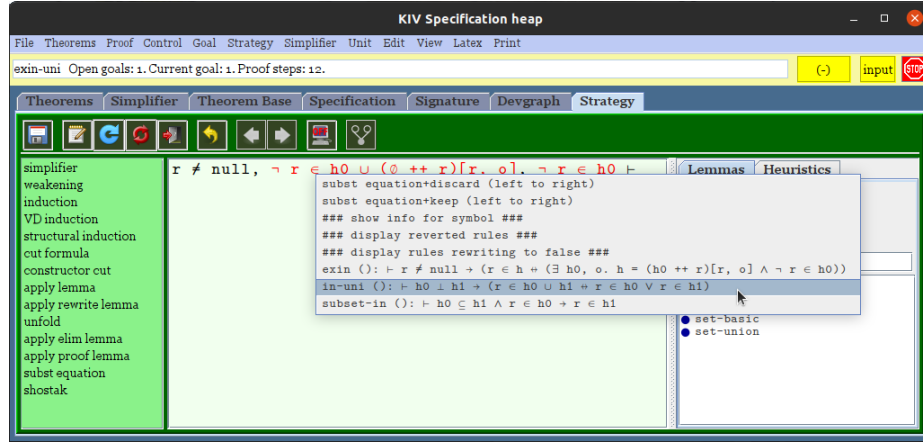 KIV Specification heap
File Theorems Proof Control Goal Strategy Simplifier Unit Edit View Latex Print
exin-uni Open goals: 1. Current goal: 1. Proof steps: 12.
(-)
input
STOP
Theorems Simplifier Theorem Base Specification Signature Devgraph Strategy
simplifier
weakening
induction
VD induction
structural induction
cut formula
constructor cut
apply lemma
apply rewrite lemma
unfold
apply elim lemma
apply proof lemma
subst equation
shostak
r ≠ null, ¬ r ∈ h0 ∪ (∅ ++ r)[r, o], ¬ r ∈ h0 ⊢
Lemmas Heuristics
subst equation+discard (left to right)
subst equation+keep (left to right)
### show info for symbol ###
### display reverted rules ###
### display rules rewriting to false ###
exin (): ⊢ r ≠ null → (r ∈ h ↔ (∃ h0, o. h = (h0 ++ r)[r, o] ∧ ¬ r ∈ h0))
in-uni (): ⊢ h0 ⊥ h1 → (r ∈ h0 ∪ h1 ↔ r ∈ h0 ∨ r ∈ h1)
subset-in (): ⊢ h0 ⊆ h1 ∧ r ∈ h0 → r ∈ h1
set-basic
set-union